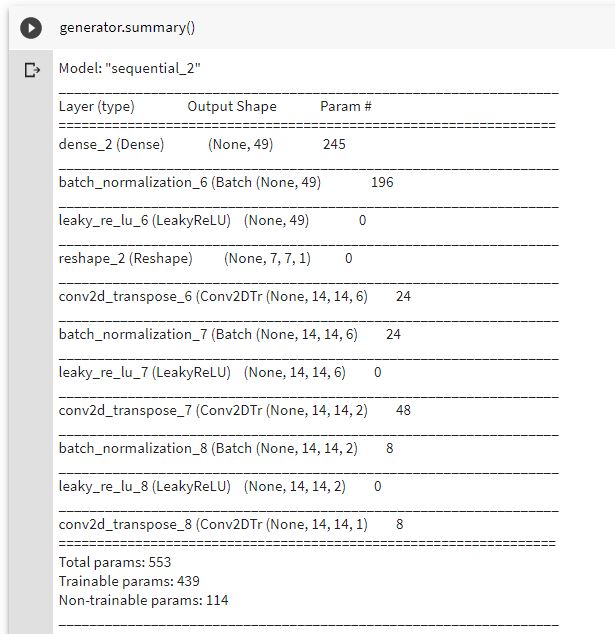 generator.summary()
Model: "sequential_2"
_________________________________________________________________
Layer (type) Output Shape Param #
=================================================================
dense_2 (Dense) (None, 49) 245
_________________________________________________________________
batch_normalization_6 (Batch (None, 49) 196
_________________________________________________________________
leaky_re_lu_6 (LeakyReLU) (None, 49) 0
_________________________________________________________________
reshape_2 (Reshape) (None, 7, 7, 1) 0
_________________________________________________________________
conv2d_transpose_6 (Conv2DTr (None, 14, 14, 6) 24
_________________________________________________________________
batch_normalization_7 (Batch (None, 14, 14, 6) 24
_________________________________________________________________
leaky_re_lu_7 (LeakyReLU) (None, 14, 14, 6) 0
_________________________________________________________________
conv2d_transpose_7 (Conv2DTr (None, 14, 14, 2) 48
_________________________________________________________________
batch_normalization_8 (Batch (None, 14, 14, 2) 8
_________________________________________________________________
leaky_re_lu_8 (LeakyReLU) (None, 14, 14, 2) 0
_________________________________________________________________
conv2d_transpose_8 (Conv2DTr (None, 14, 14, 1) 8
=================================================================
Total params: 553
Trainable params: 439
Non-trainable params: 114
_________________________________________________________________